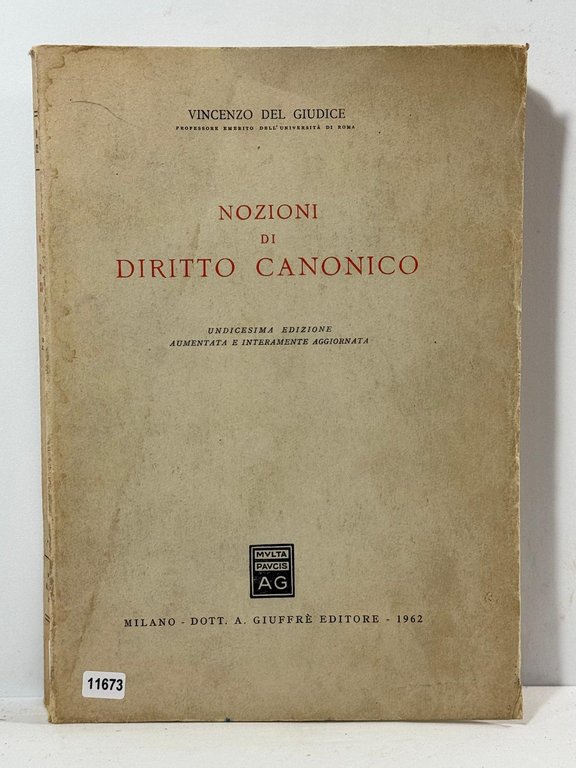 VINCENZO DEL GIUDICE
PROFESSORE EMERITO DELL'UNIVERSITÀ DI ROMA
NOZIONI
DI
DIRITTO CANONICO
UNDICESIMA EDIZIONE
AUMENTATA E INTERAMENTE AGGIORNATA
MVLTA
PAVCIS
AG
MILANO - DOTT. A. GIUFFRÈ EDITORE - 1962
11673